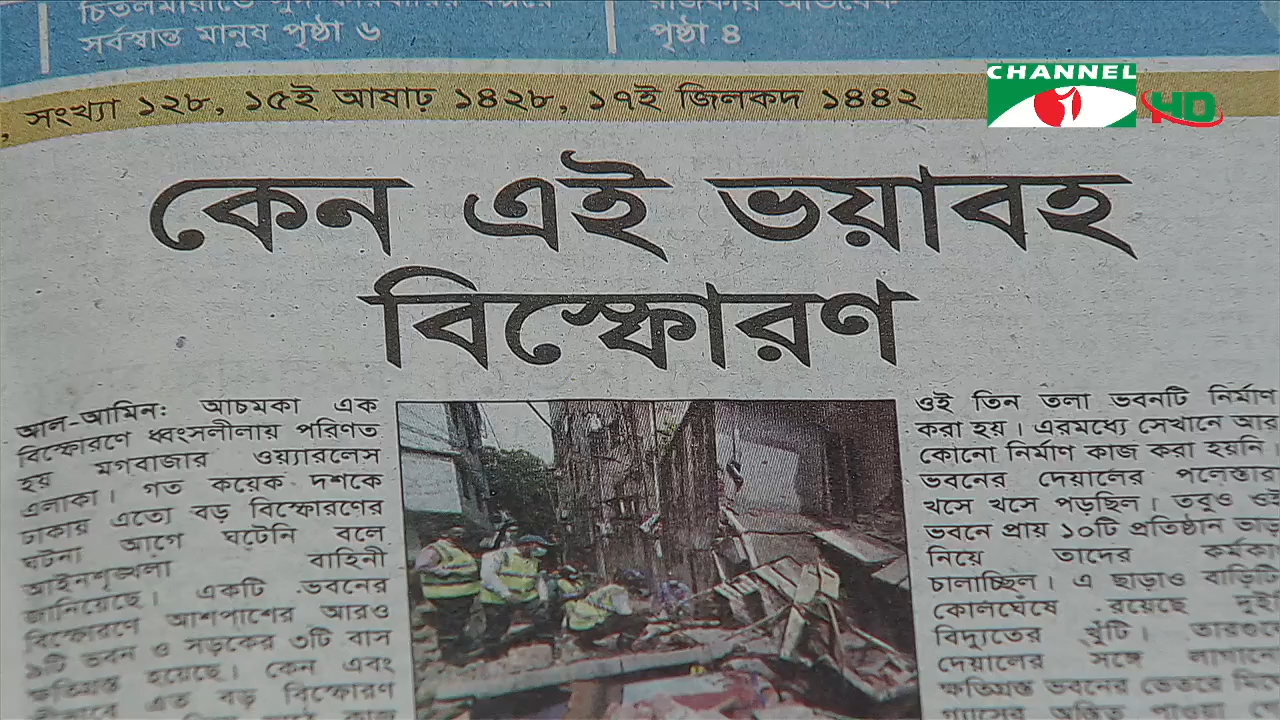 সর্বস্বান্ত মানুষ পৃষ্ঠা ৬
পৃষ্ঠা ৪
, সংখ্যা ১২৮, ১৫ই আষাঢ় ১৪২৮, ১৭ই জিলকদ ১৪৪২
CHANNEL
i HD
কেন এই ভয়াবহ
বিস্ফোরণ
আল-আমিন: আচমকা এক
বিস্ফোরণে ধ্বংসলীলায় পরিণত
হয় মগবাজার ওয়্যারলেস
এলাকা। গত কয়েক দশকে
ঢাকায় এতো বড় বিস্ফোরণের
ঘটনা আগে ঘটেনি বলে
আইনশৃঙ্খলা বাহিনী
জানিয়েছে। একটি ভবনের
বিস্ফোরণে আশপাশের আরও
ভবন ও সড়কের ৩টি বাস
ক্ষতিগ্রস্ত হয়েছে। কেন এবং
এত বড় বিস্ফোরণ
ওই তিন তলা ভবনটি নির্মাণ
করা হয়। এরমধ্যে সেখানে আর
কোনো নির্মাণ কাজ করা হয়নি।
ভবনের দেয়ালের পলেস্তার
খসে খসে পড়ছিল। তবুও ওই
ভবনে প্রায় ১০টি প্রতিষ্ঠান ভাড়া
নিয়ে তাদের কর্মকা
চালাচ্ছিল। এ ছাড়াও বাড়িটি
কোলঘেষে রয়েছে দুই
বিদ্যুতের খুঁটি।
দেয়ালের সঙ্গে লাগানো
ক্ষতিগ্রস্ত ভবনের ভেতরে